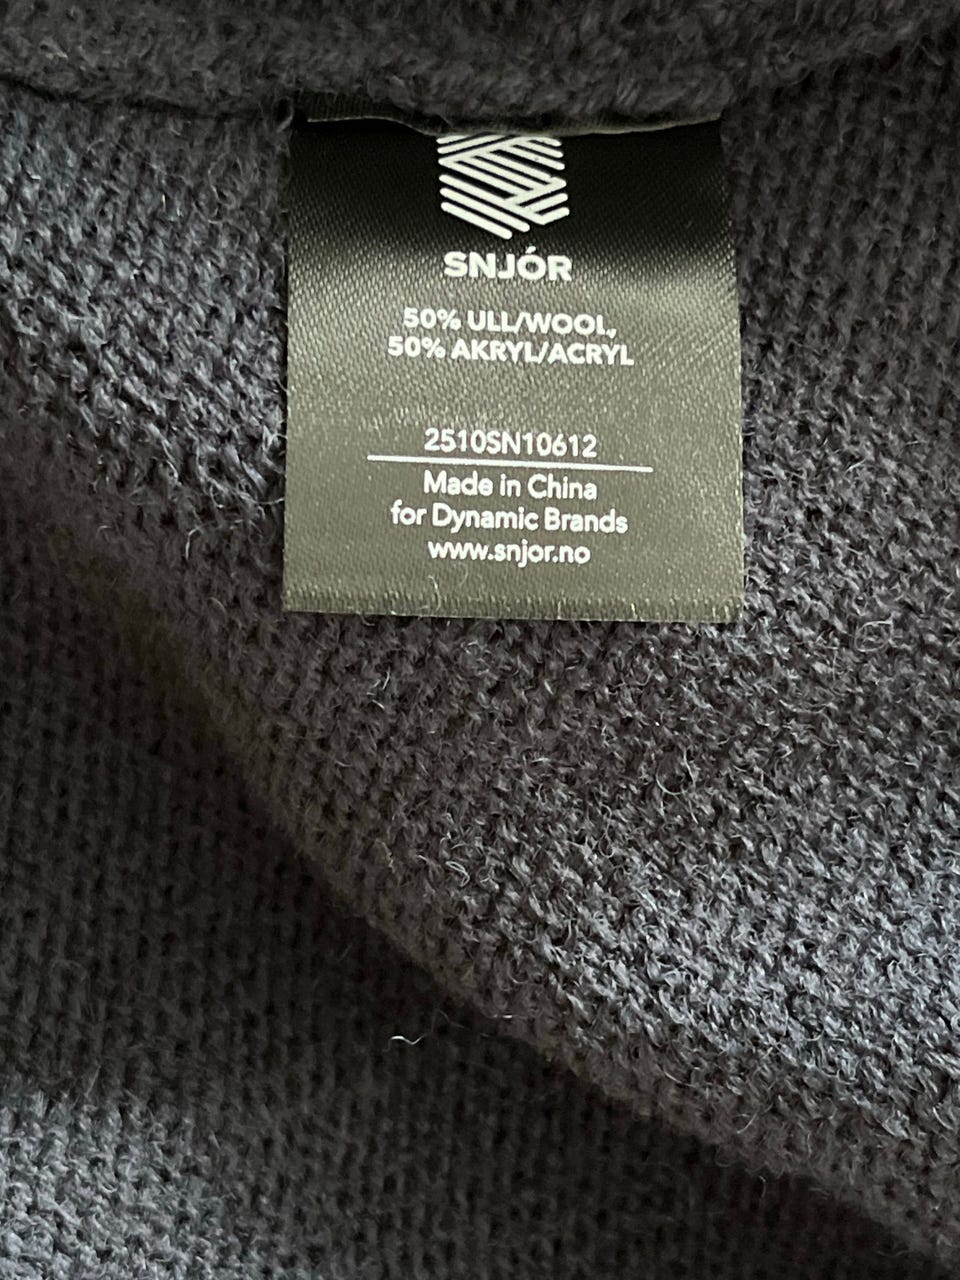 SNJÓR
50% ULL/WOOL,
50% AKRYL/ACRYL
2510SN10612
Made in China
for Dynamic Brands
www.snjor.no